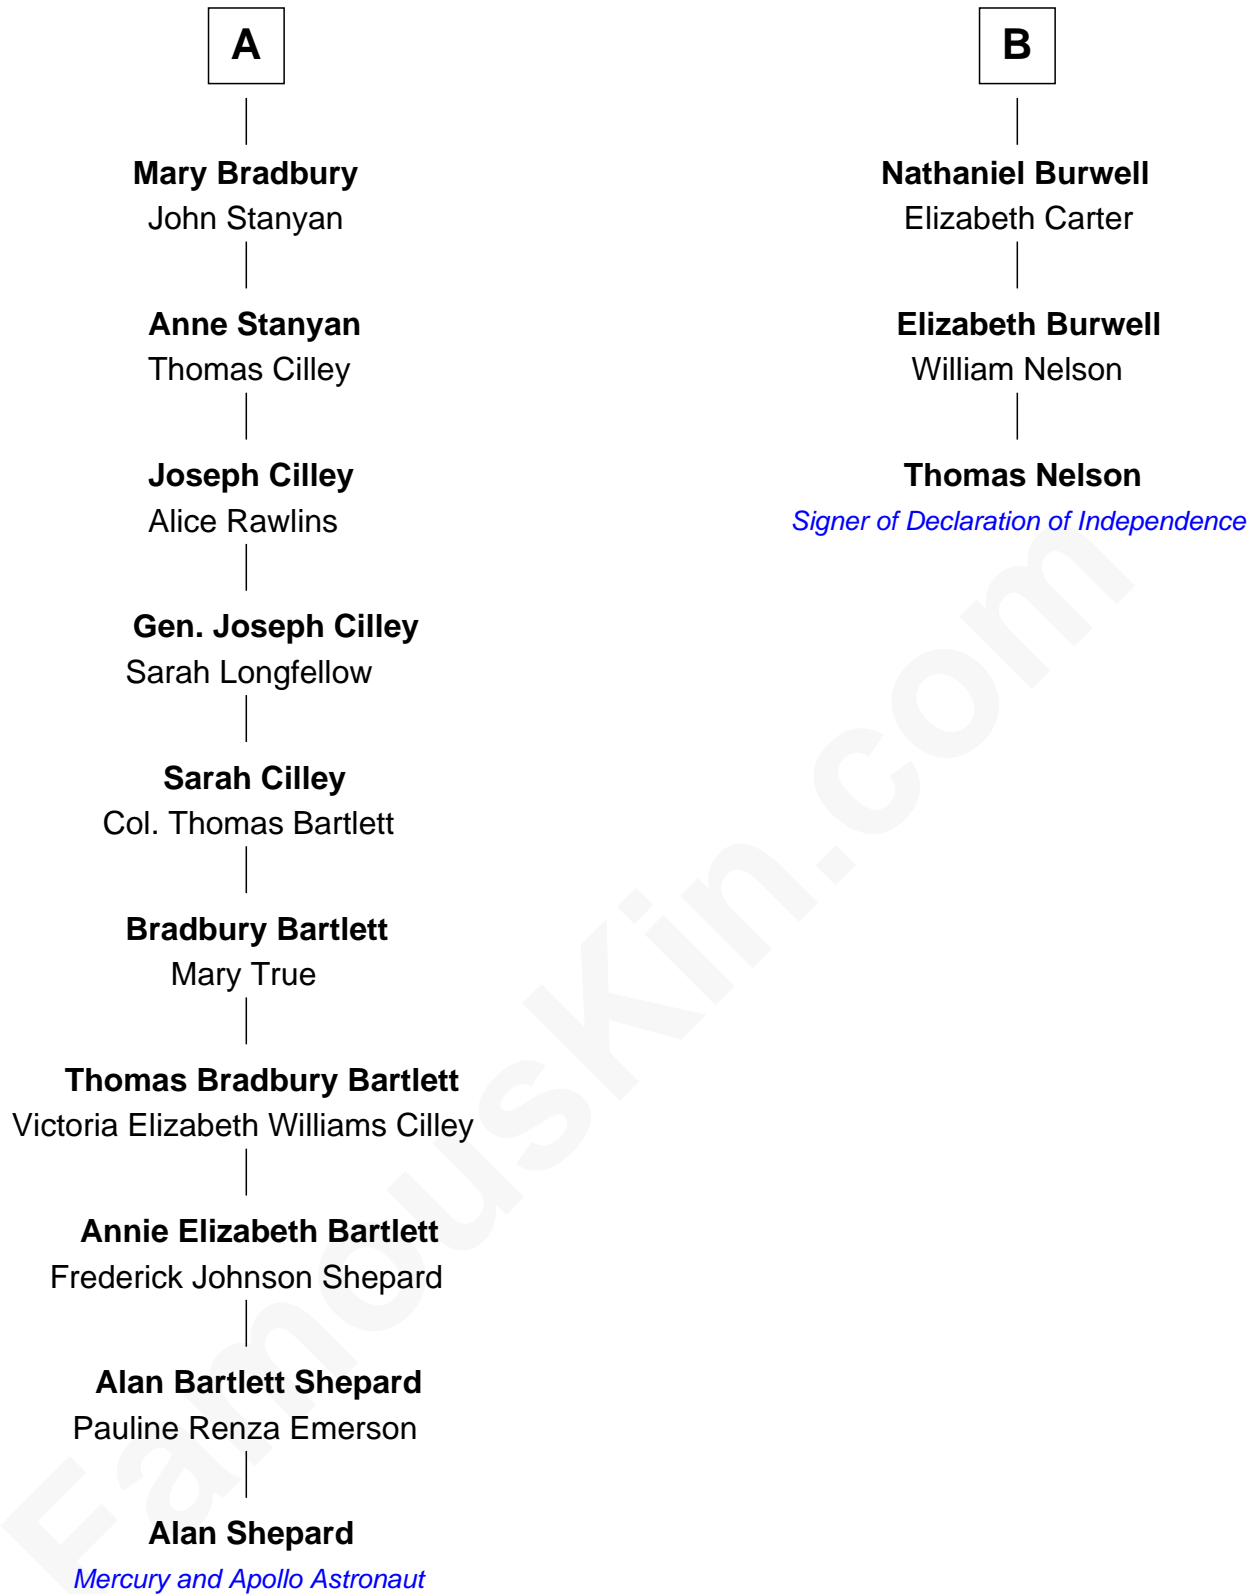 A
Mary Bradbury
John Stanyan
Anne Stanyan
Thomas Cilley
Joseph Cilley
Alice Rawlins
Gen. Joseph Cilley
Sarah Longfellow
Sarah Cilley
Col. Thomas Bartlett
Bradbury Bartlett
Mary True
Thomas Bradbury Bartlett
Victoria Elizabeth Williams Cilley
Annie Elizabeth Bartlett
Frederick Johnson Shepard
Alan Bartlett Shepard
Pauline Renza Emerson
Alan Shepard
Mercury and Apollo Astronaut
B
Nathaniel Burwell
Elizabeth Carter
Elizabeth Burwell
William Nelson
Thomas Nelson
Signer of Declaration of Independence
FamousKin.com